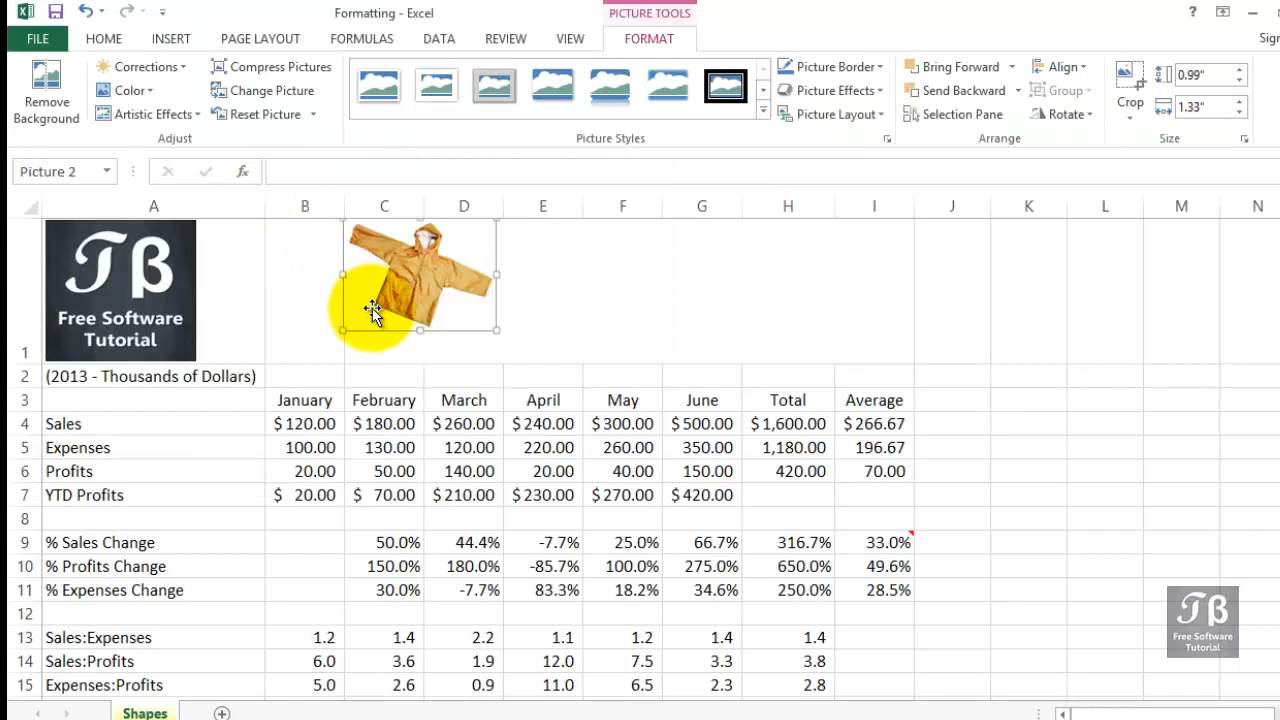 Formatting - Excel
PICTURE TOOLS
?
FILE HOME INSERT PAGE LAYOUT FORMULAS DATA REVIEW VIEW FORMAT Sign
Remove Background
Corrections
Color
Artistic Effects
Compress Pictures
Change Picture
Reset Picture
Adjust
Picture Styles
Picture Border
Picture Effects
Picture Layout
Bring Forward
Send Backward
Selection Pane
Align
Group
Rotate
Arrange
Crop
0.99"
1.33"
Size
Picture 2 fx
A B C D E F G H I J K L M N
TB
Free Software
Tutorial
1
2 (2013 - Thousands of Dollars)
3 January February March April May June Total Average
4 Sales $120.00 $180.00 $260.00 $240.00 $300.00 $500.00 $1,600.00 $266.67
5 Expenses 100.00 130.00 120.00 220.00 260.00 350.00 1,180.00 196.67
6 Profits 20.00 50.00 140.00 20.00 40.00 150.00 420.00 70.00
7 YTD Profits $ 20.00 $ 70.00 $210.00 $230.00 $270.00 $420.00
8
9 % Sales Change 50.0% 44.4% -7.7% 25.0% 66.7% 316.7% 33.0%
10 % Profits Change 150.0% 180.0% -85.7% 100.0% 275.0% 650.0% 49.6%
11 % Expenses Change 30.0% -7.7% 83.3% 18.2% 34.6% 250.0% 28.5%
12
13 Sales:Expenses 1.2 1.4 2.2 1.1 1.2 1.4 1.4
14 Sales:Profits 6.0 3.6 1.9 12.0 7.5 3.3 3.8
15 Expenses:Profits 5.0 2.6 0.9 11.0 6.5 2.3 2.8
TB
Free Software
Tutorial
Shapes